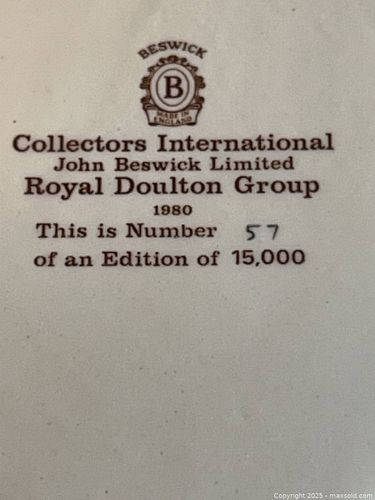 BESWICK
B
MADE IN
ENGLAND
Collectors International
John Beswick Limited
Royal Doulton Group
1980
This is Number 57
of an Edition of 15,000
Copyright 2025 - maxsold.com